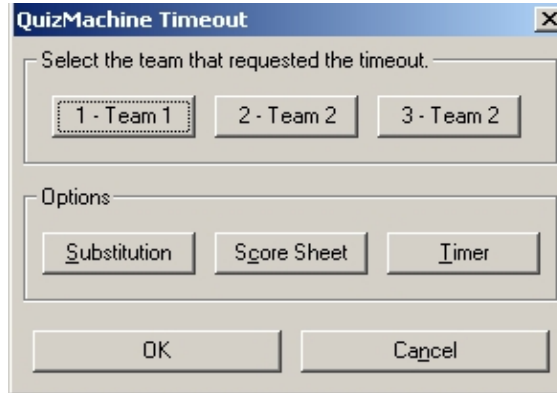 QuizMachine Timeout
Select the team that requested the timeout.
1 - Team 1 2 - Team 2 3 - Team 2
Options
Substitution Score Sheet Timer
OK Cancel